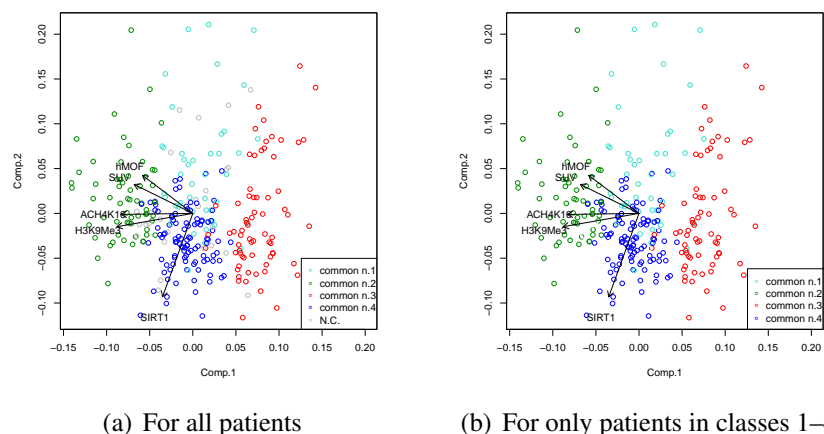 0.20
0.15
0.10
0.05
0.00
−0.05
−0.10
Comp.2
hMOF
SUV
ACH4K16
H3K9Me3
SIRT1
common n.1
common n.2
common n.3
common n.4
N.C.
−0.15 −0.10 −0.05 0.00 0.05 0.10 0.15 0.20
Comp.1
(a) For all patients
0.20
0.15
0.10
0.05
0.00
−0.05
−0.10
Comp.2
hMOF
SUV
ACH4K16
H3K9Me3
SIRT1
common n.1
common n.2
common n.3
common n.4
−0.15 −0.10 −0.05 0.00 0.05 0.10 0.15 0.20
Comp.1
(b) For only patients in classes 1–